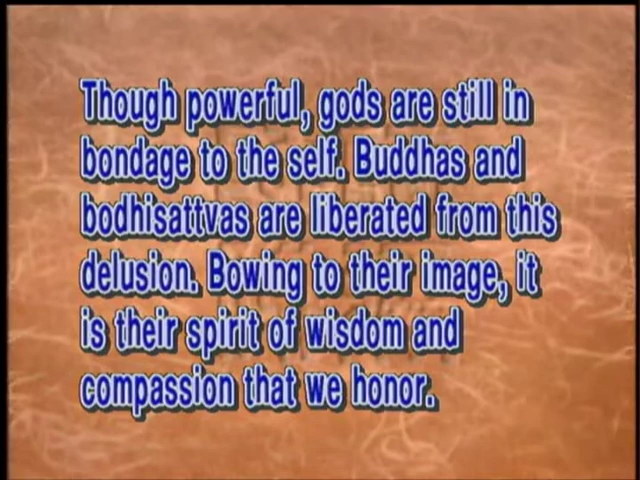 Though powerful, gods are still in
bondage to the self. Buddhas and
bodhisattvas are liberated from this
delusion. Bowing to their image, it
is their spirit of wisdom and
compassion that we honor.